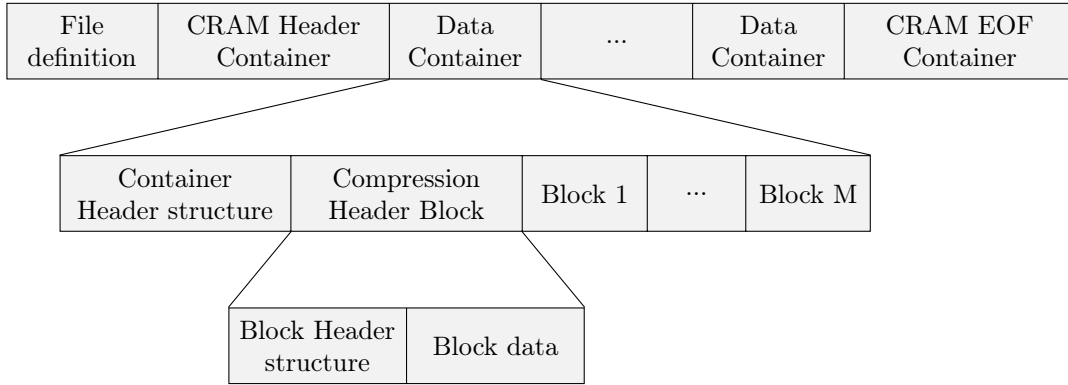 File
definition
CRAM Header
Container
Data
Container
...
Data
Container
CRAM EOF
Container
Container
Header structure
Compression
Header Block
Block 1
...
Block M
Block Header
structure
Block data